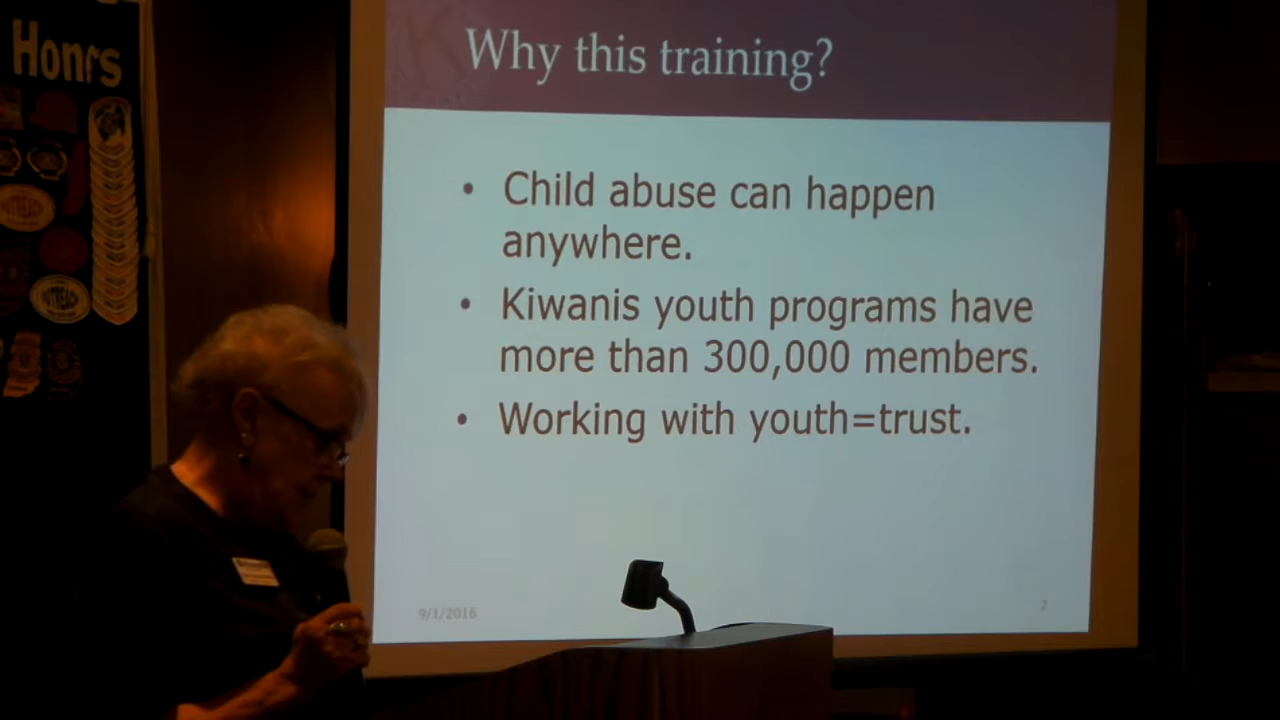 Honors
Why this training?
• Child abuse can happen
anywhere.
• Kiwanis youth programs have
more than 300,000 members.
• Working with youth=trust.
9/1/2016
2